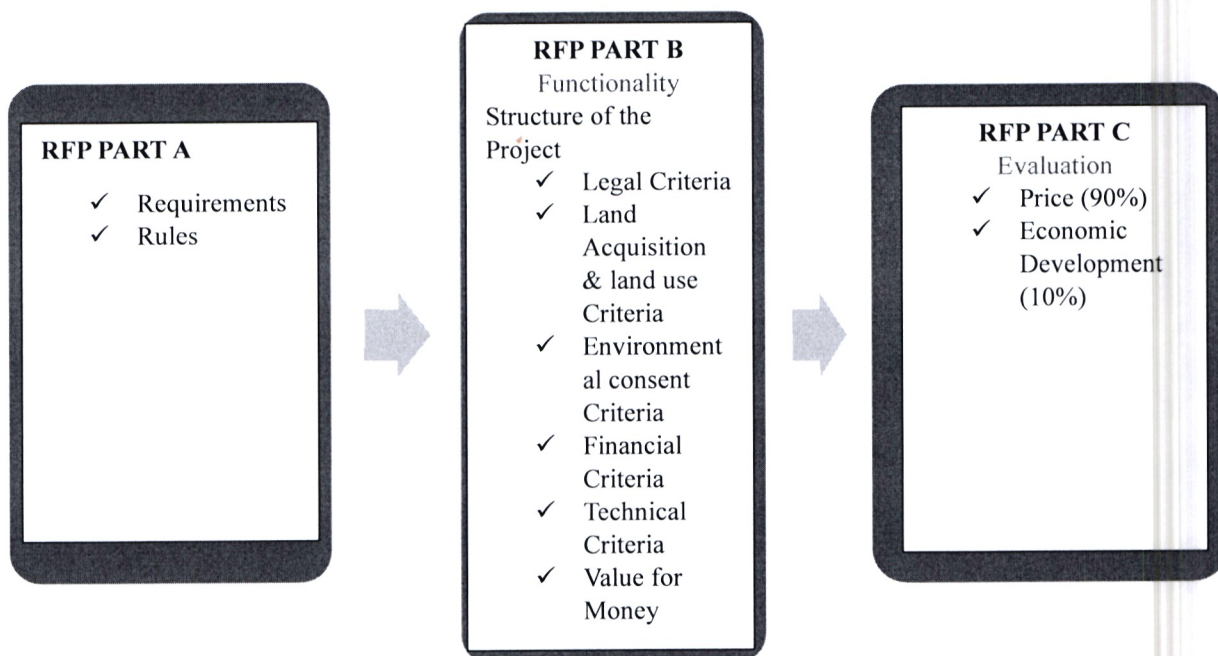 RFP PART A
✓ Requirements
✓ Rules
RFP PART B
Functionality
Structure of the
Project
✓ Legal Criteria
✓ Land
Acquisition
& land use
Criteria
✓ Environment
al consent
Criteria
✓ Financial
Criteria
✓ Technical
Criteria
✓ Value for
Money
RFP PART C
Evaluation
✓ Price (90%)
✓ Economic
Development
(10%)